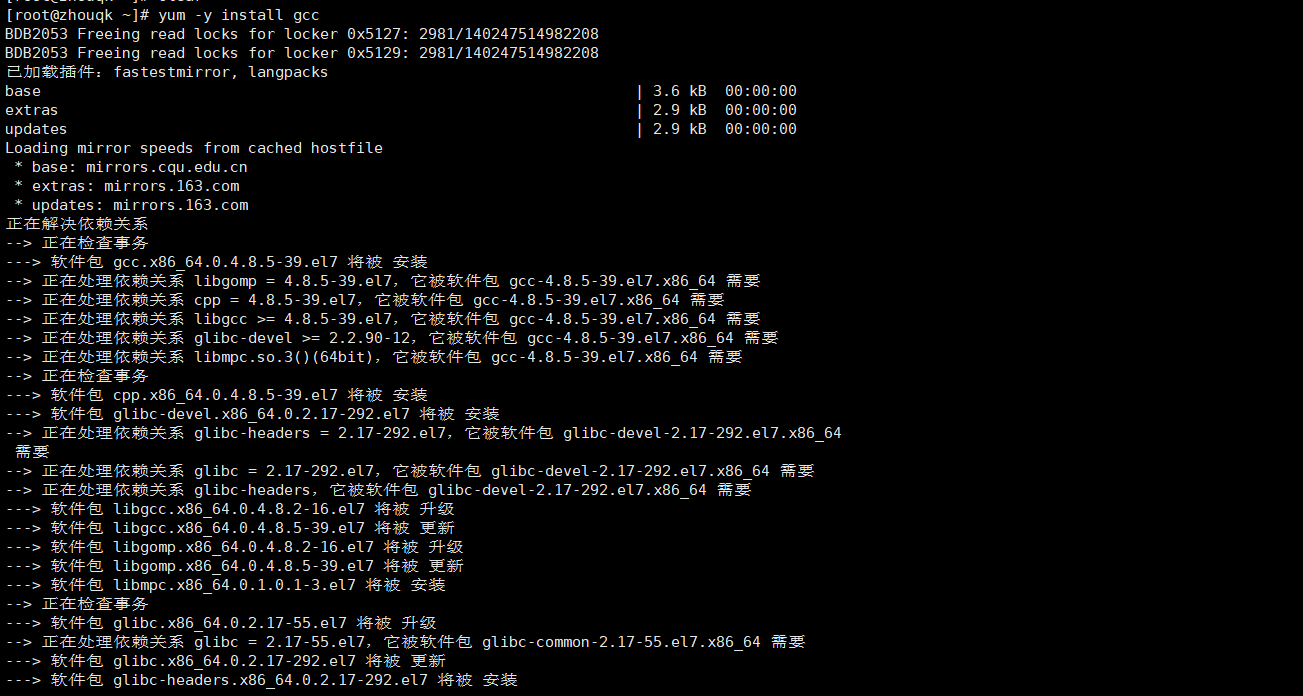 [root@zhouqk ~]# yum -y install gcc
BDB2053 Freeing read locks for locker 0x5127: 2981/140247514982208
BDB2053 Freeing read locks for locker 0x5129: 2981/140247514982208
已加载插件：fastestmirror, langpacks
base | 3.6 kB 00:00:00
extras | 2.9 kB 00:00:00
updates | 2.9 kB 00:00:00
Loading mirror speeds from cached hostfile
 * base: mirrors.cqu.edu.cn
 * extras: mirrors.163.com
 * updates: mirrors.163.com
正在解决依赖关系
--> 正在检查事务
---> 软件包 gcc.x86_64.0.4.8.5-39.el7 将被 安装
--> 正在处理依赖关系 libgomp = 4.8.5-39.el7，它被软件包 gcc-4.8.5-39.el7.x86_64 需要
--> 正在处理依赖关系 cpp = 4.8.5-39.el7，它被软件包 gcc-4.8.5-39.el7.x86_64 需要
--> 正在处理依赖关系 libgcc >= 4.8.5-39.el7，它被软件包 gcc-4.8.5-39.el7.x86_64 需要
--> 正在处理依赖关系 glibc-devel >= 2.2.90-12，它被软件包 gcc-4.8.5-39.el7.x86_64 需要
--> 正在处理依赖关系 libmpc.so.3()(64bit)，它被软件包 gcc-4.8.5-39.el7.x86_64 需要
--> 正在检查事务
---> 软件包 cpp.x86_64.0.4.8.5-39.el7 将被 安装
---> 软件包 glibc-devel.x86_64.0.2.17-292.el7 将被 安装
--> 正在处理依赖关系 glibc-headers = 2.17-292.el7，它被软件包 glibc-devel-2.17-292.el7.x86_64
 需要
--> 正在处理依赖关系 glibc = 2.17-292.el7，它被软件包 glibc-devel-2.17-292.el7.x86_64 需要
--> 正在处理依赖关系 glibc-headers，它被软件包 glibc-devel-2.17-292.el7.x86_64 需要
---> 软件包 libgcc.x86_64.0.4.8.2-16.el7 将被 升级
---> 软件包 libgcc.x86_64.0.4.8.5-39.el7 将被 更新
---> 软件包 libgomp.x86_64.0.4.8.2-16.el7 将被 升级
---> 软件包 libgomp.x86_64.0.4.8.5-39.el7 将被 更新
---> 软件包 libmpc.x86_64.0.1.0.1-3.el7 将被 安装
--> 正在检查事务
---> 软件包 glibc.x86_64.0.2.17-55.el7 将被 升级
--> 正在处理依赖关系 glibc = 2.17-55.el7，它被软件包 glibc-common-2.17-55.el7.x86_64 需要
---> 软件包 glibc.x86_64.0.2.17-292.el7 将被 更新
---> 软件包 glibc-headers.x86_64.0.2.17-292.el7 将被 安装